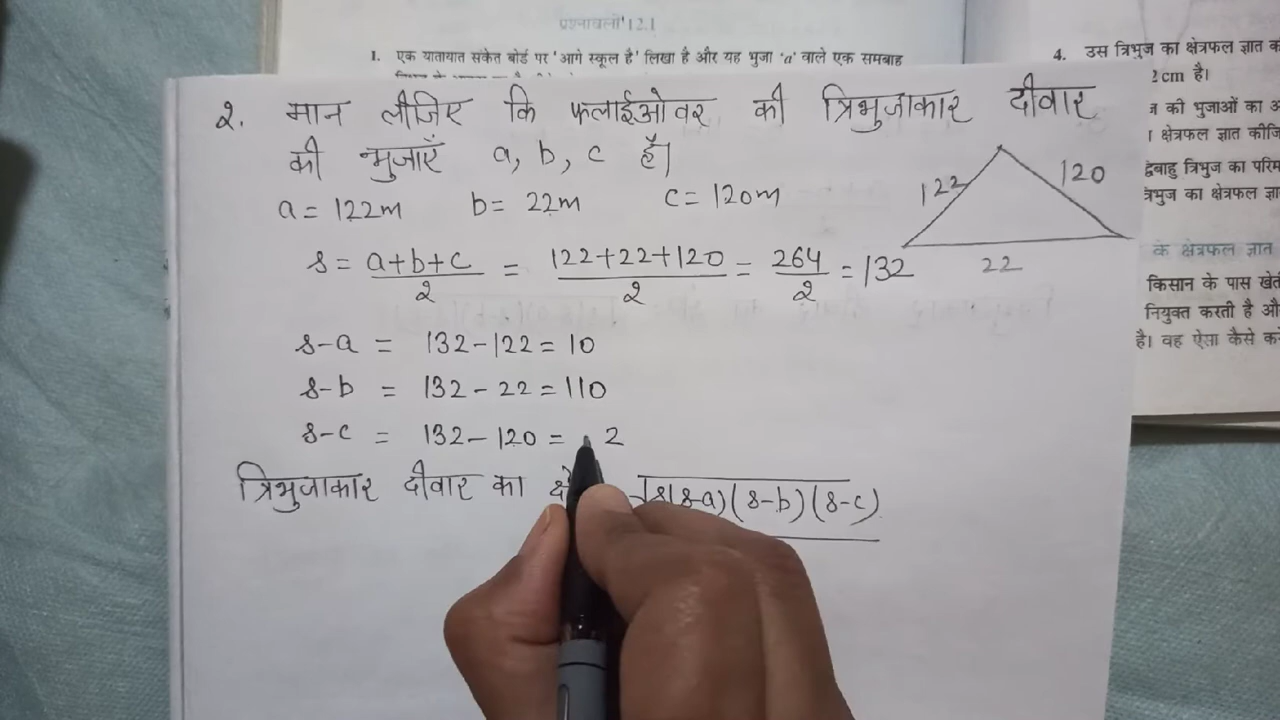 प्रश्नावली 12.1
1. एक यातायात संकेत बोर्ड पर 'आगे स्कूल है' लिखा है और यह भुजा 'a' वाले एक समबाहु
4. उस त्रिभुज का क्षेत्रफल ज्ञात
2 cm है।
की भुजाओं का
क्षेत्रफल ज्ञात
त्रिभुज का
त्रिभुज का क्षेत्रफल
के क्षेत्रफल ज्ञात
किसान के पास
नियुक्त करती है
है। वह ऐसा कैसे
२. मान लीजिए कि फ्लाईओवर की त्रिभुजाकार दीवार
की भुजाएँ a, b, c हैं।
a = 122m b = 22m c = 120m
122 120
22
s = a+b+c/2 = 122+22+120/2 = 264/2 = 132
s-a = 132-122 = 10
s-b = 132-22 = 110
s-c = 132-120 = 2
त्रिभुजाकार दीवार का √s(s-a)(s-b)(s-c)